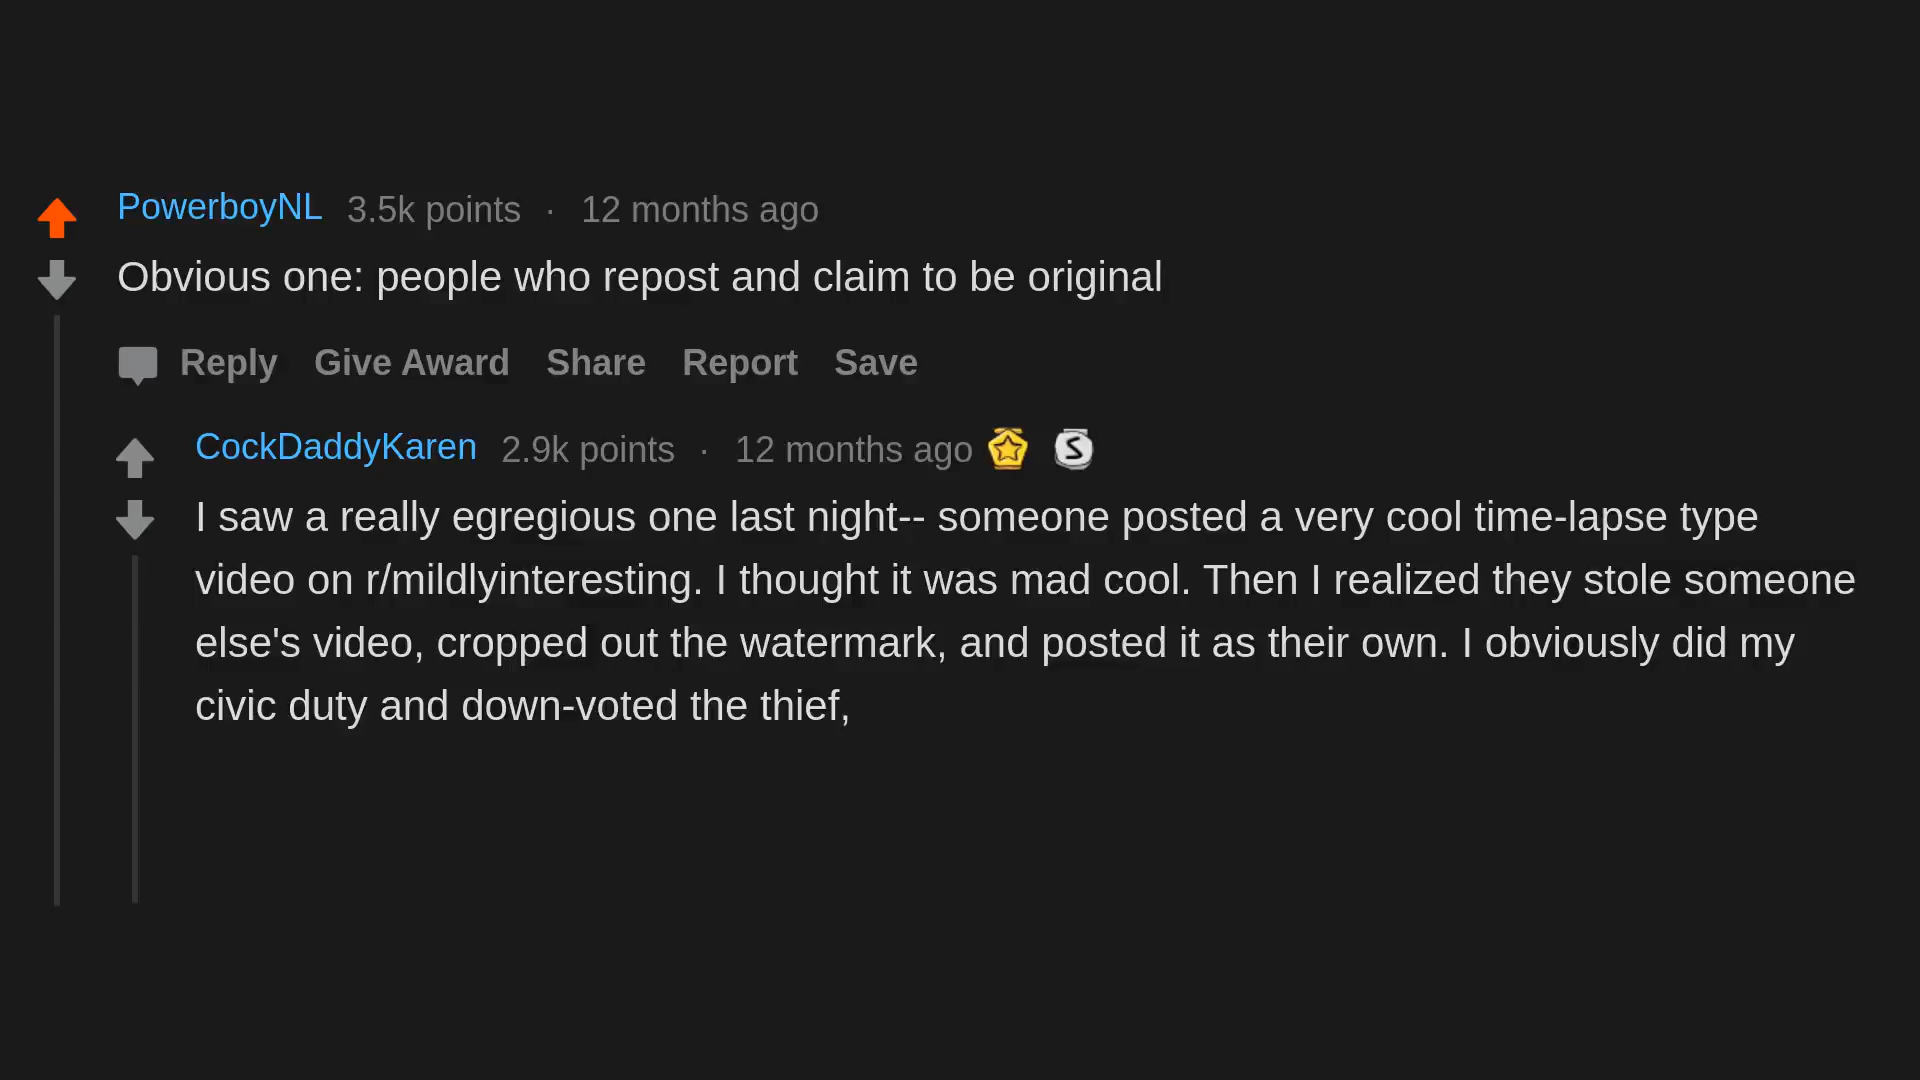 PowerboyNL 3.5k points · 12 months ago
Obvious one: people who repost and claim to be original
Reply Give Award Share Report Save
CockDaddyKaren 2.9k points · 12 months ago S
I saw a really egregious one last night-- someone posted a very cool time-lapse type
video on r/mildlyinteresting. I thought it was mad cool. Then I realized they stole someone
else's video, cropped out the watermark, and posted it as their own. I obviously did my
civic duty and down-voted the thief,